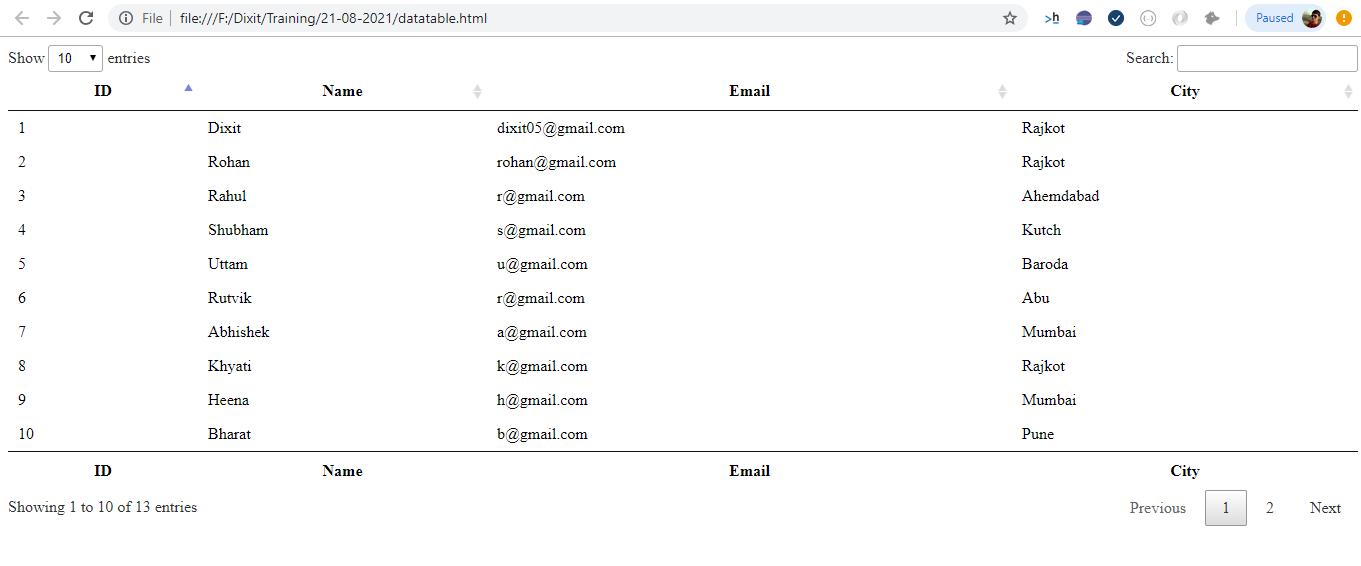 File file:///F:/Dixit/Training/21-08-2021/datatable.html >h Paused
Show 10 entries Search:
ID Name Email City
1 Dixit dixit05@gmail.com Rajkot
2 Rohan rohan@gmail.com Rajkot
3 Rahul r@gmail.com Ahemdabad
4 Shubham s@gmail.com Kutch
5 Uttam u@gmail.com Baroda
6 Rutvik r@gmail.com Abu
7 Abhishek a@gmail.com Mumbai
8 Khyati k@gmail.com Rajkot
9 Heena h@gmail.com Mumbai
10 Bharat b@gmail.com Pune
ID Name Email City
Showing 1 to 10 of 13 entries Previous 1 2 Next